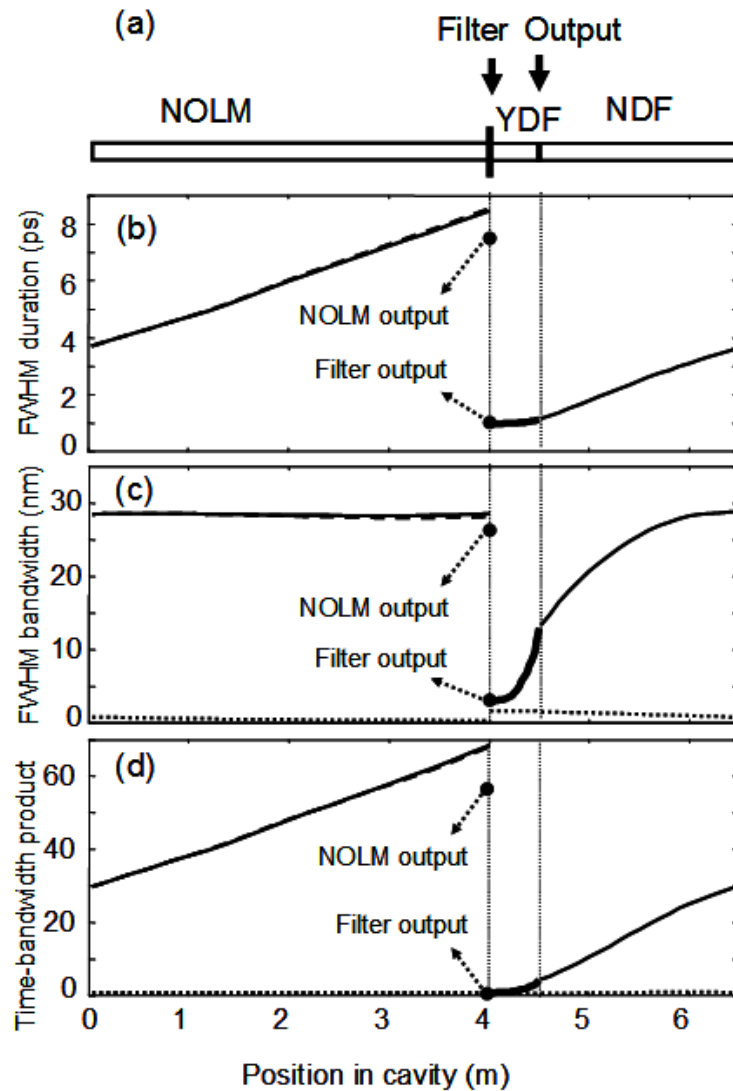 (a)
Filter Output
NOLM
YDF
NDF
(b)
FWHM duration (ps)
8
6
4
2
1
0
NOLM output
Filter output
(c)
FWHM bandwidth (nm)
30
20
10
0
NOLM output
Filter output
(d)
Time-bandwidth product
60
40
20
0
NOLM output
Filter output
0 1 2 3 4 5 6
Position in cavity (m)